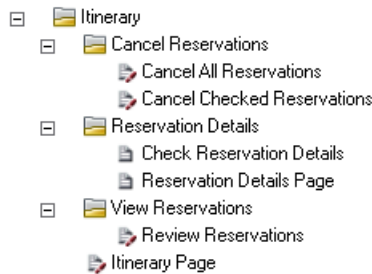 Itinerary
Cancel Reservations
Cancel All Reservations
Cancel Checked Reservations
Reservation Details
Check Reservation Details
Reservation Details Page
View Reservations
Review Reservations
Itinerary Page